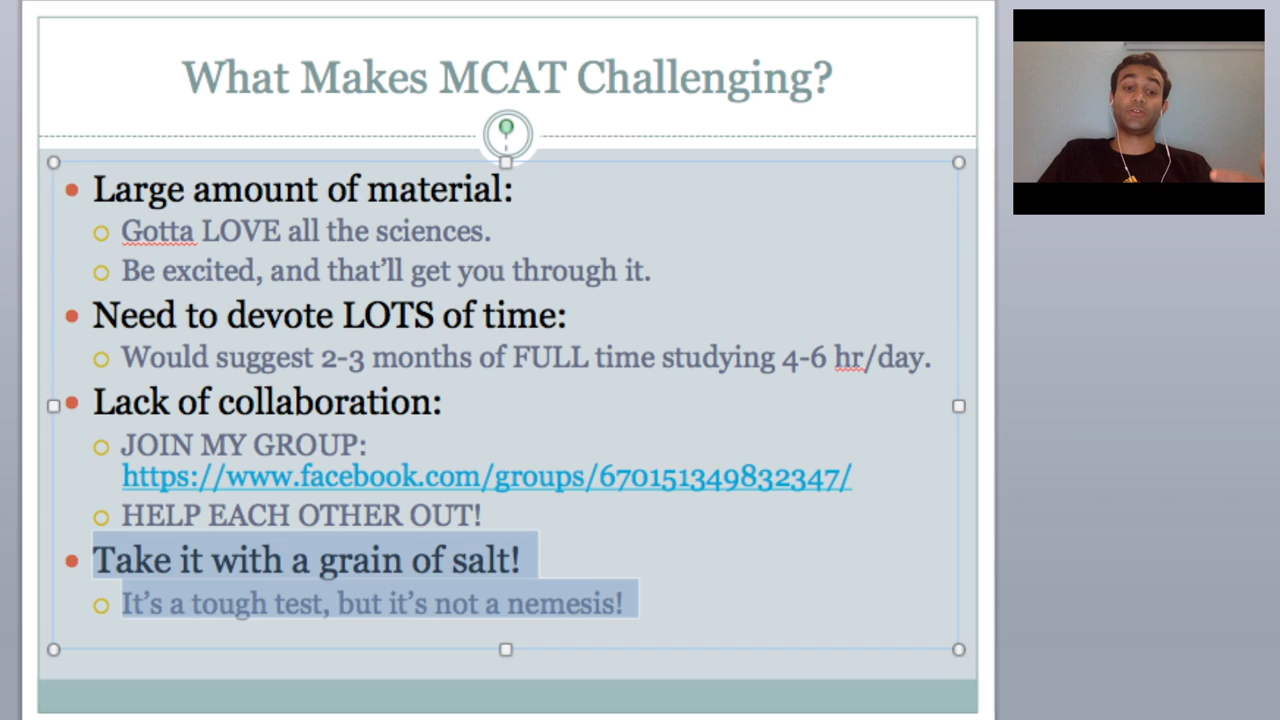 What Makes MCAT Challenging?
Large amount of material:
Gotta LOVE all the sciences.
Be excited, and that'll get you through it.
Need to devote LOTS of time:
Would suggest 2-3 months of FULL time studying 4-6 hr/day.
Lack of collaboration:
JOIN MY GROUP:
https://www.facebook.com/groups/670151349832347/
HELP EACH OTHER OUT!
Take it with a grain of salt!
It's a tough test, but it's not a nemesis!